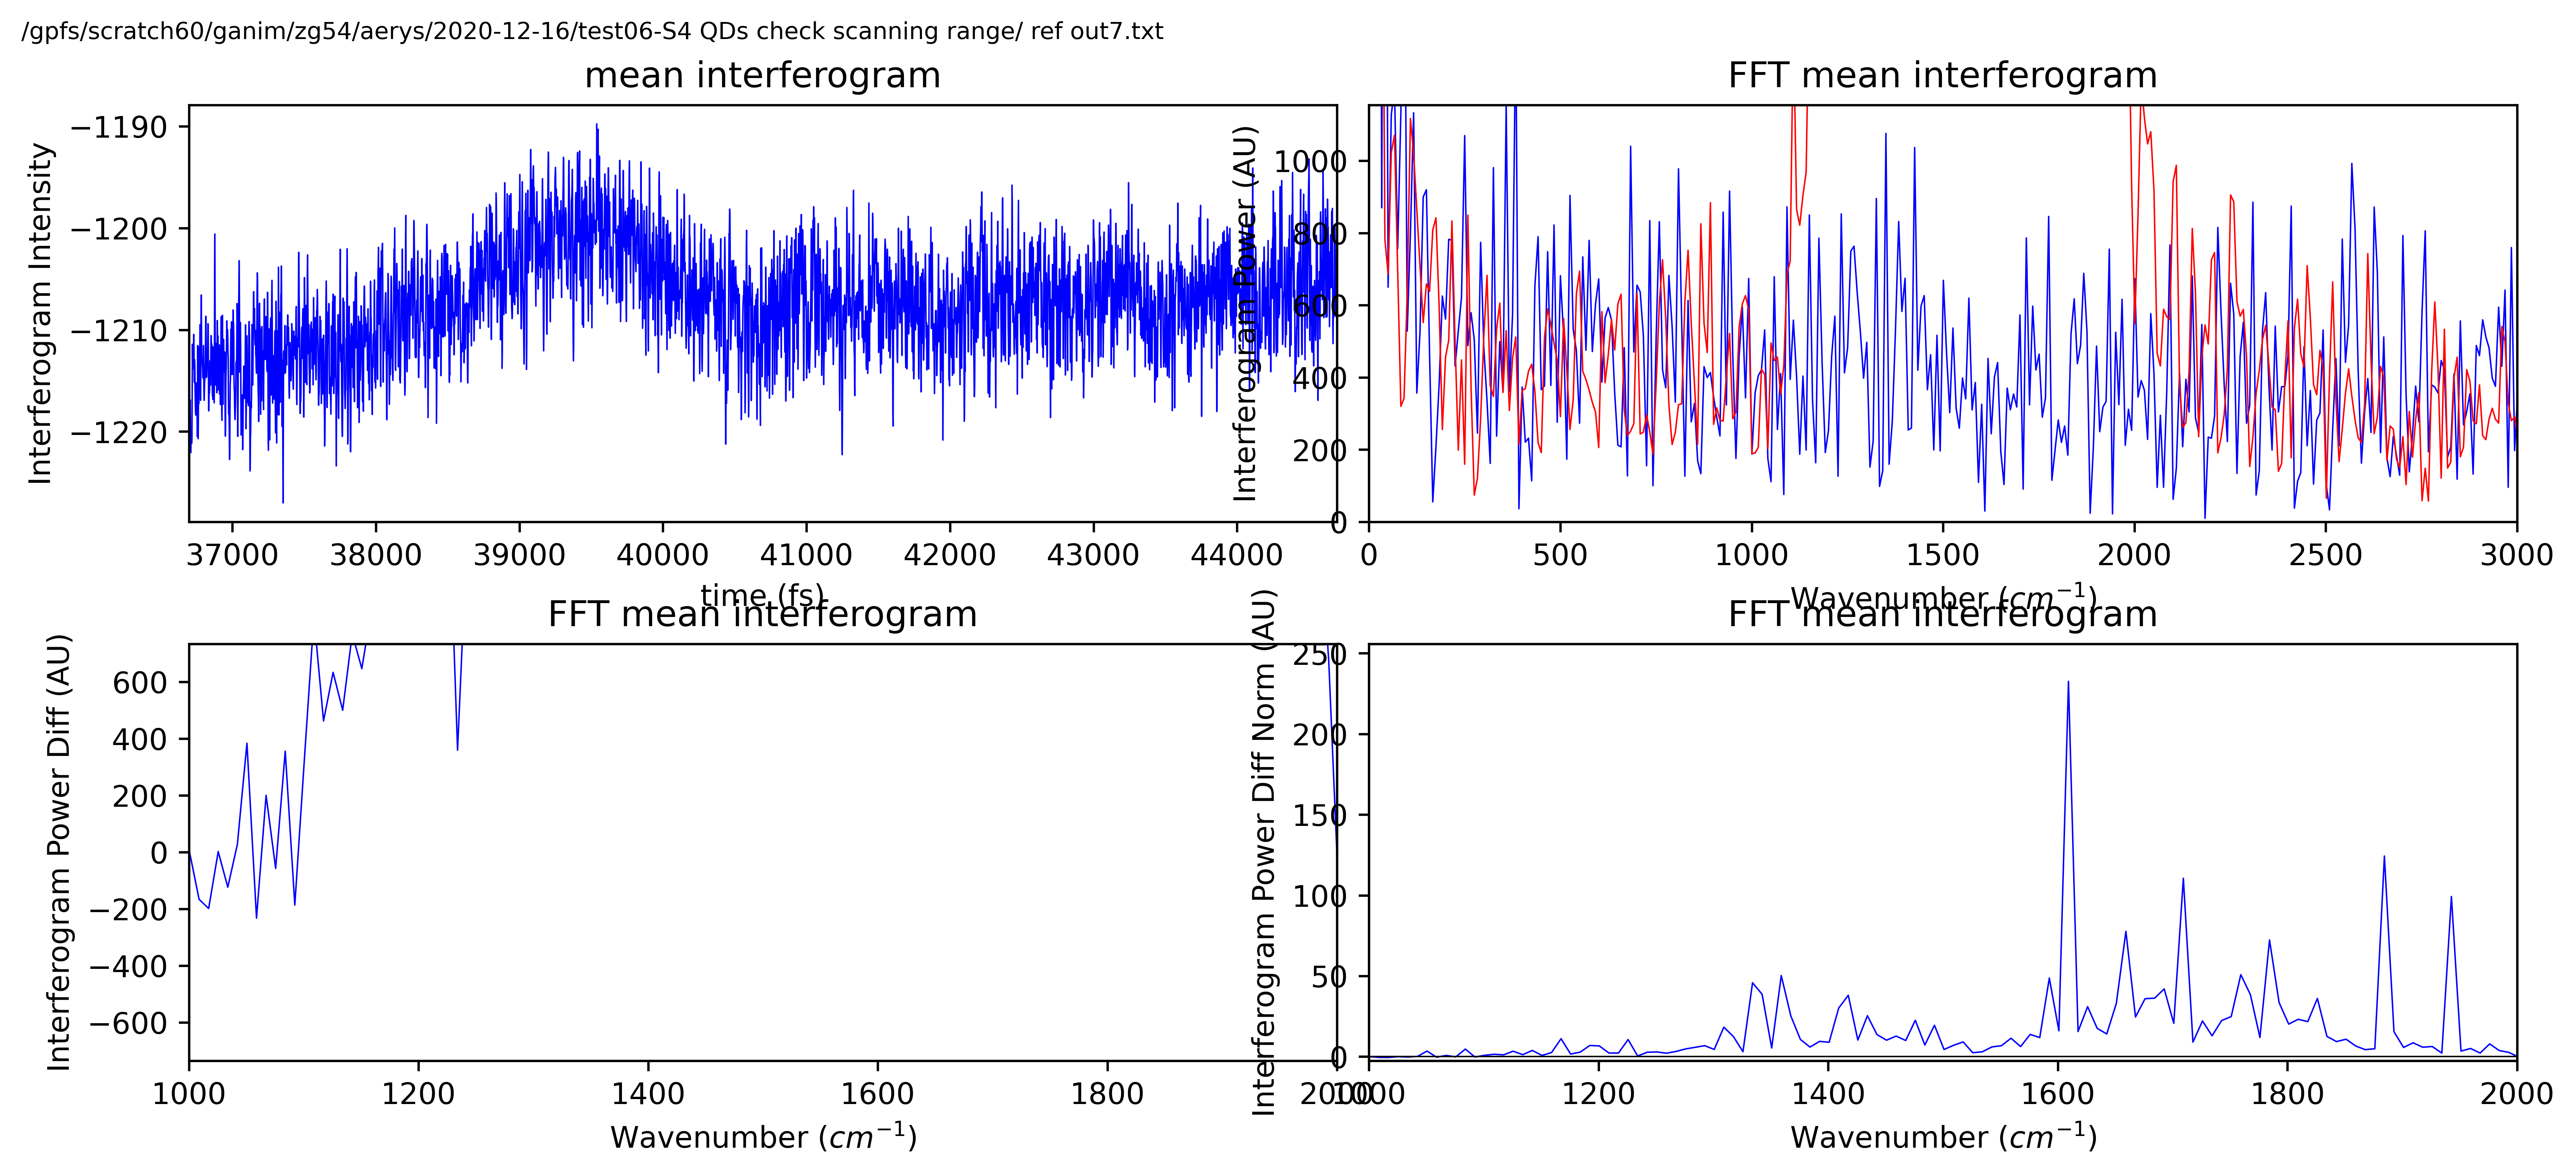 /gpfs/scratch60/ganim/zg54/aerys/2020-12-16/test06-S4 QDs check scanning range/ ref out7.txt
mean interferogram
Interferogram Intensity
−1190
−1200
−1210
−1220
37000 38000 39000 40000 41000 42000 43000 44000
time (fs)
FFT mean interferogram
Interferogram Power (AU)
1000
800
600
400
200
0
0 500 1000 1500 2000 2500 3000
Wavenumber (cm⁻¹)
FFT mean interferogram
Interferogram Power Diff (AU)
600
400
200
0
−200
−400
−600
1000 1200 1400 1600 1800 2000
Wavenumber (cm⁻¹)
FFT mean interferogram
Interferogram Power Diff Norm (AU)
250
200
150
100
50
0
1000 1200 1400 1600 1800 2000
Wavenumber (cm⁻¹)